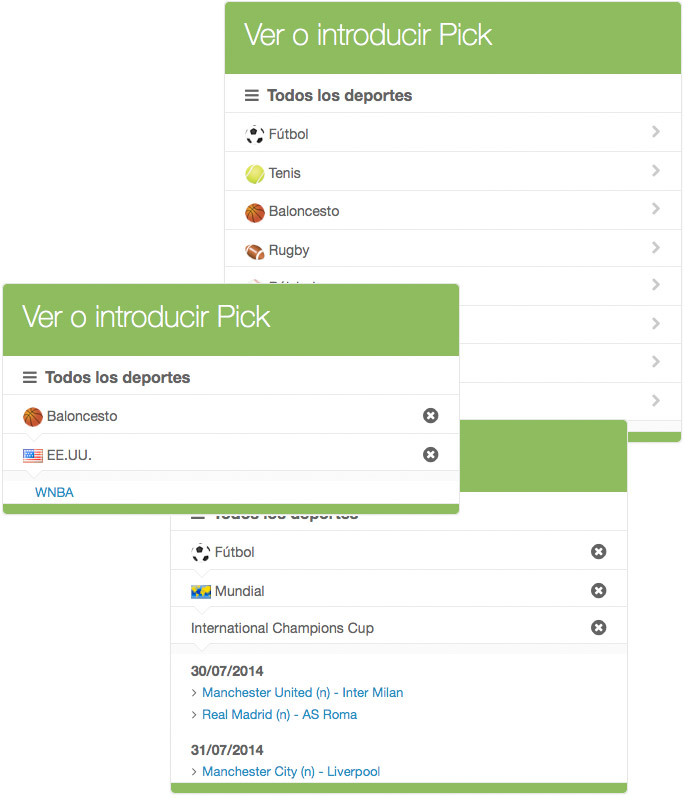 Ver o introducir Pick
Todos los deportes
Fútbol
Tenis
Baloncesto
Rugby
Ver o introducir Pick
Todos los deportes
Baloncesto
EE.UU.
WNBA
Todos los deportes
Fútbol
Mundial
International Champions Cup
30/07/2014
> Manchester United (n) - Inter Milan
> Real Madrid (n) - AS Roma
31/07/2014
> Manchester City (n) - Liverpool